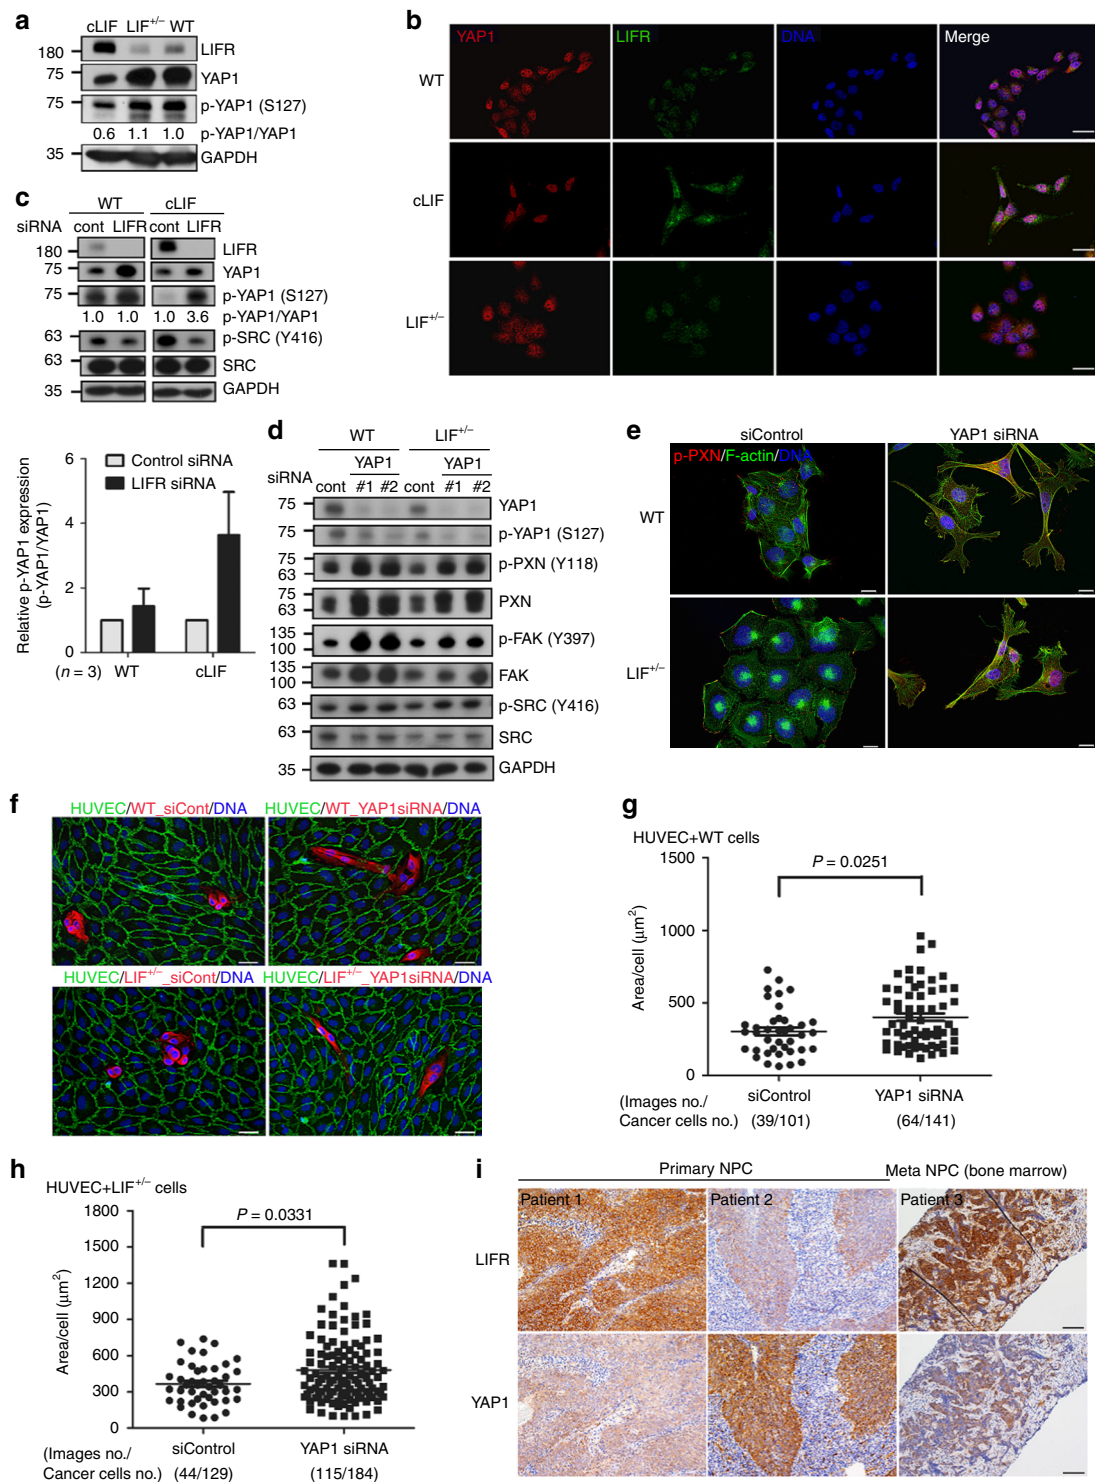 a
cLIF LIF+/– WT
180 LIFR
75 YAP1
75 p-YAP1 (S127)
0.6 1.1 1.0 p-YAP1/YAP1
35 GAPDH
b
YAP1 LIFR DNA Merge
WT
cLIF
LIF+/–
c
WT cLIF
siRNA cont LIFR cont LIFR
180 LIFR
75 YAP1
75 p-YAP1 (S127)
1.0 1.0 1.0 3.6 p-YAP1/YAP1
63 p-SRC (Y416)
63 SRC
35 GAPDH
Relative p-YAP1 expression
(p-YAP1/YAP1)
6
4
2
0
Control siRNA
LIFR siRNA
(n = 3) WT cLIF
d
WT LIF+/–
YAP1 YAP1
siRNA cont #1 #2 cont #1 #2
75 YAP1
75 p-YAP1 (S127)
75 p-PXN (Y118)
63
75 PXN
63
135 p-FAK (Y397)
100
135 FAK
100
63 p-SRC (Y416)
63 SRC
35 GAPDH
e
siControl YAP1 siRNA
p-PXN/F-actin/DNA
WT
LIF+/–
f
HUVEC/WT_siCont/DNA HUVEC/WT_YAP1siRNA/DNA
HUVEC/LIF+/–_siCont/DNA HUVEC/LIF+/–_YAP1siRNA/DNA
g
HUVEC+WT cells
Area/cell (μm2)
1500
1000
500
0
P = 0.0251
siControl YAP1 siRNA
(Images no./
Cancer cells no.) (39/101) (64/141)
h
HUVEC+LIF+/– cells
Area/cell (μm2)
1800
1500
1200
900
600
300
0
P = 0.0331
siControl YAP1 siRNA
(Images no./
Cancer cells no.) (44/129) (115/184)
i
Primary NPC Meta NPC (bone marrow)
Patient 1 Patient 2 Patient 3
LIFR
YAP1